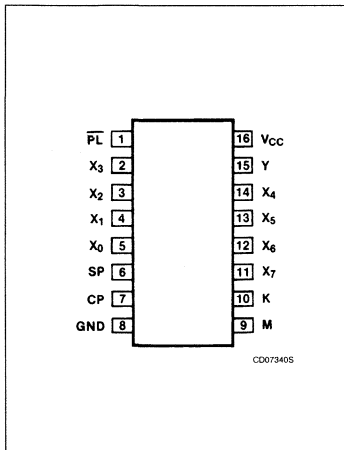 PL 1 16 VCC
X3 2 15 Y
X2 3 14 X4
X1 4 13 X5
X0 5 12 X6
SP 6 11 X7
CP 7 10 K
GND 8 9 M
CD07340S